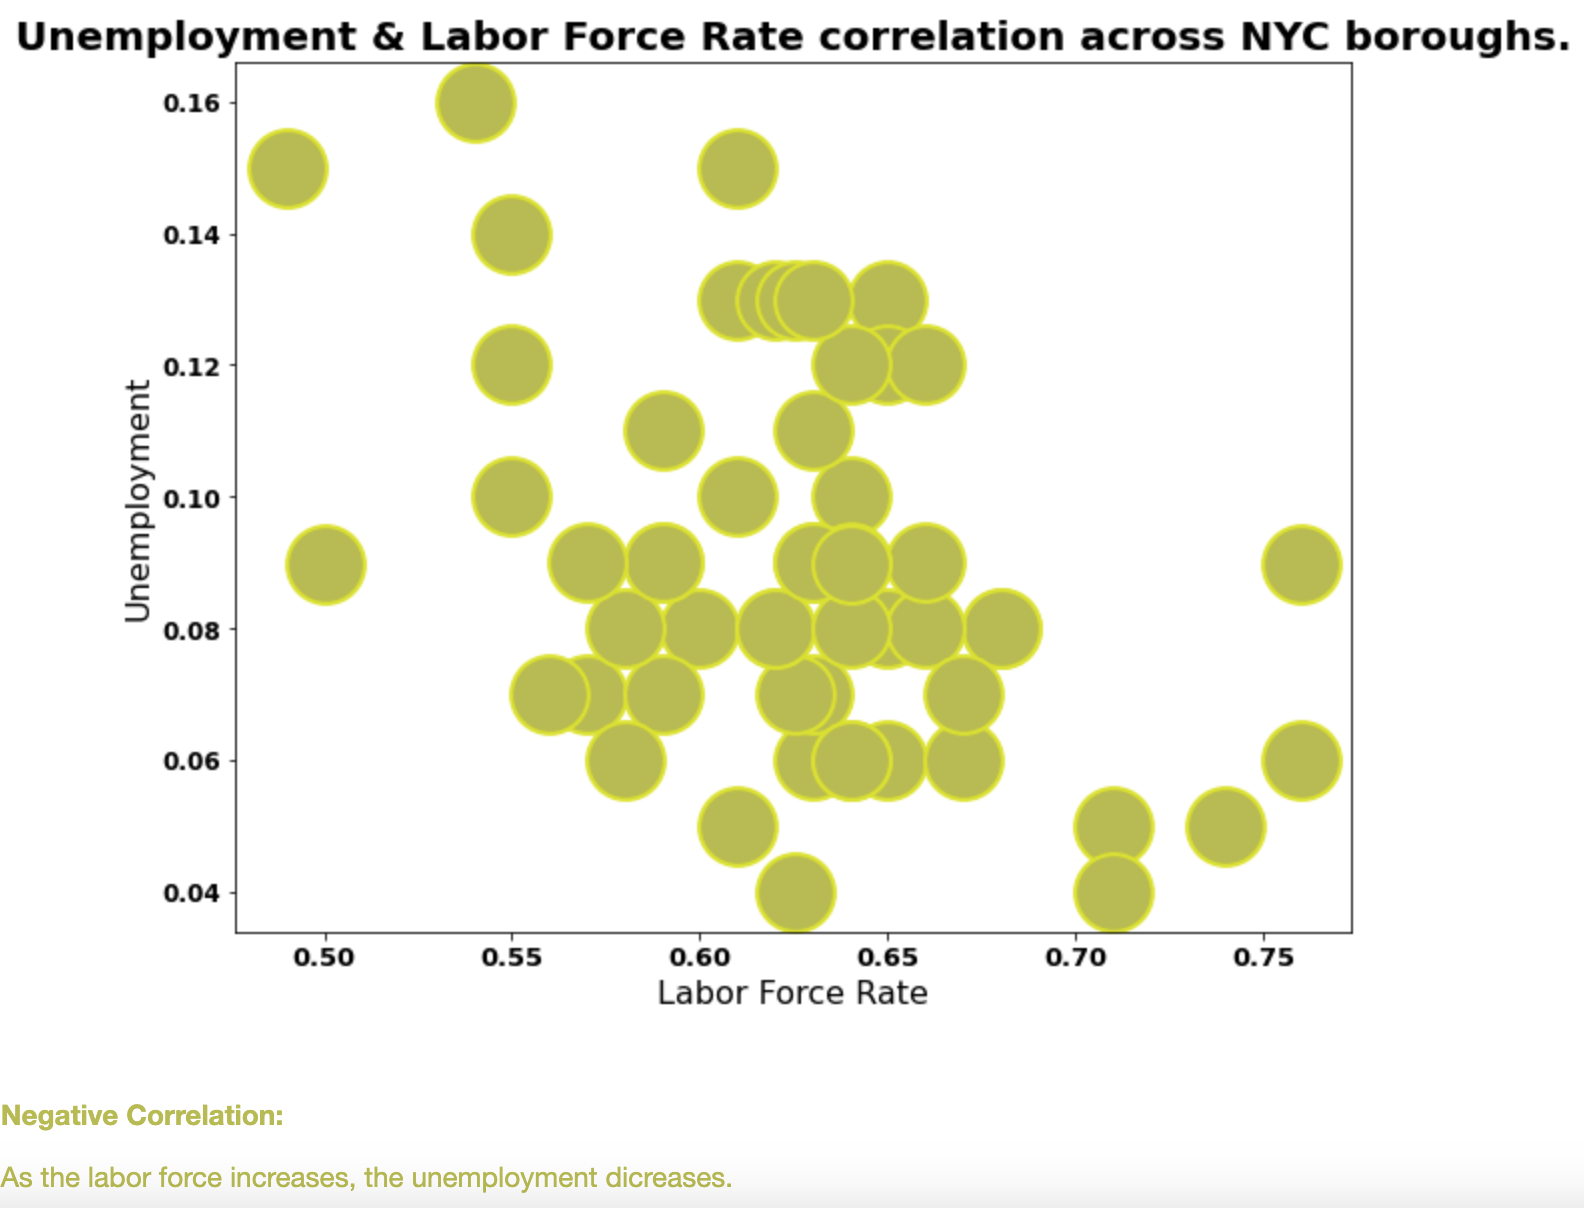 Unemployment & Labor Force Rate correlation across NYC boroughs.
0.16
0.14
0.12
0.10
0.08
0.06
0.04
Unemployment
0.50 0.55 0.60 0.65 0.70 0.75
Labor Force Rate
Negative Correlation:
As the labor force increases, the unemployment dicreases.